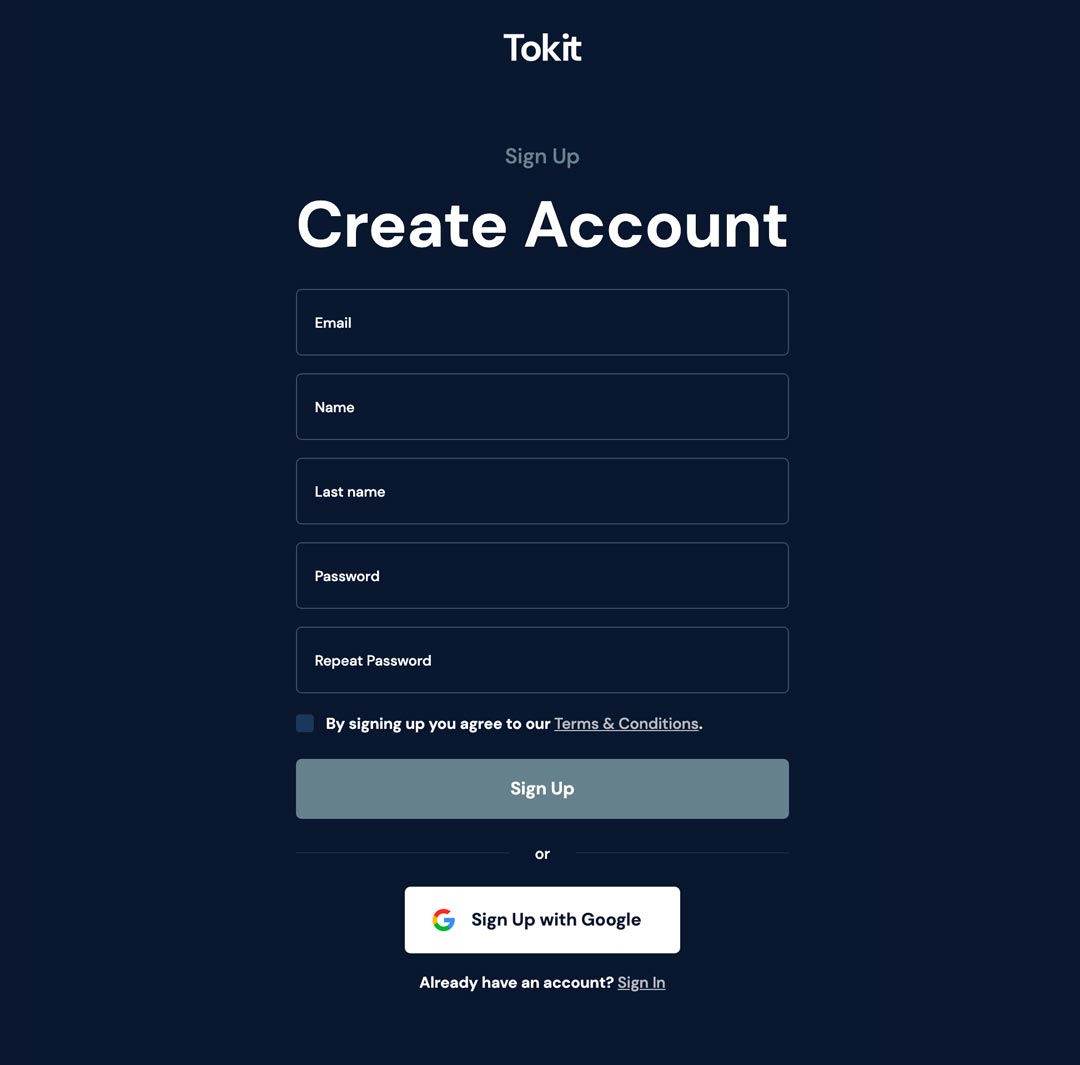 Tokit
Sign Up
Create Account
Email
Name
Last name
Password
Repeat Password
By signing up you agree to our Terms & Conditions.
Sign Up
or
Sign Up with Google
Already have an account? Sign In